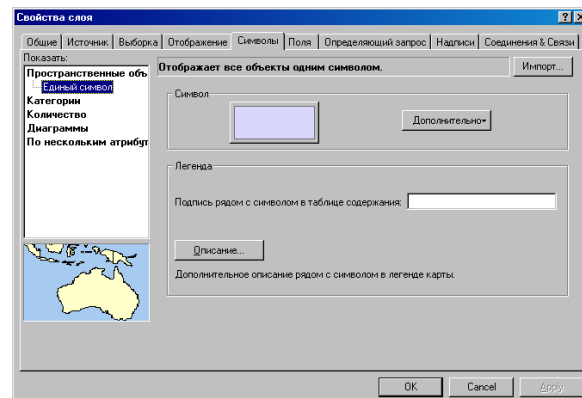 Свойства слоя
Общие Источник Выборка Отображение Символы Поля Определяющий запрос Надписи Соединения & Связи
Показать:
Пространственные объ
Единый символ
Категории
Количество
Диаграммы
По нескольким атрибут
Отображает все объекты одним символом.
Импорт...
Символ
Дополнительно
Легенда
Подпись рядом с символом в таблице содержания:
Описание...
Дополнительное описание рядом с символом в легенде карты.
OK Cancel Apply